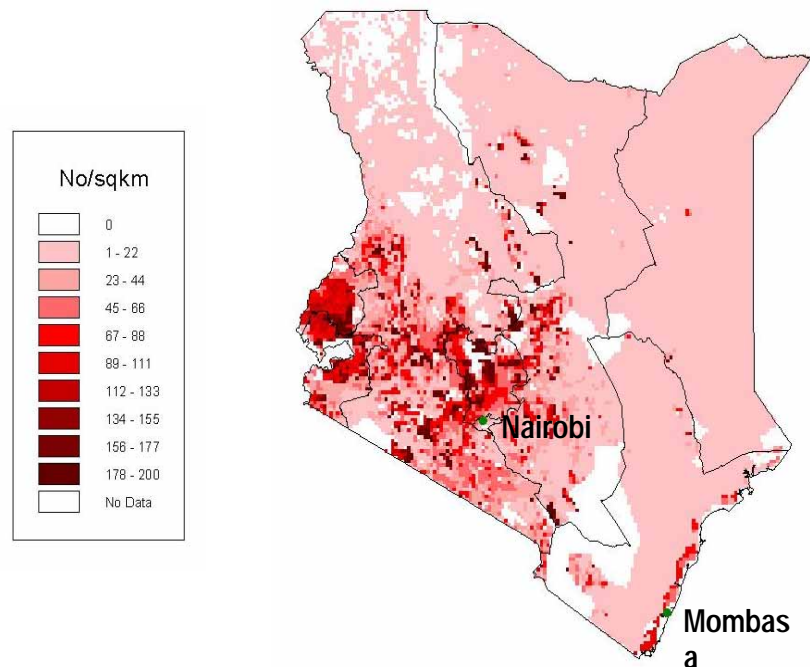 No/sqkm
0
1 - 22
23 - 44
45 - 66
67 - 88
89 - 111
112 - 133
134 - 155
156 - 177
178 - 200
No Data
Nairobi
Mombas
a